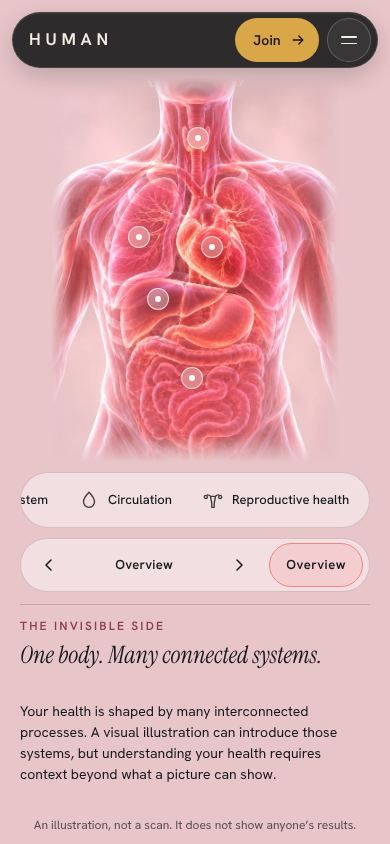 HUMAN
Join
stem
Circulation
Reproductive health
Overview
Overview
THE INVISIBLE SIDE
One body. Many connected systems.
Your health is shaped by many interconnected
processes. A visual illustration can introduce those
systems, but understanding your health requires
context beyond what a picture can show.
An illustration, not a scan. It does not show anyone’s results.